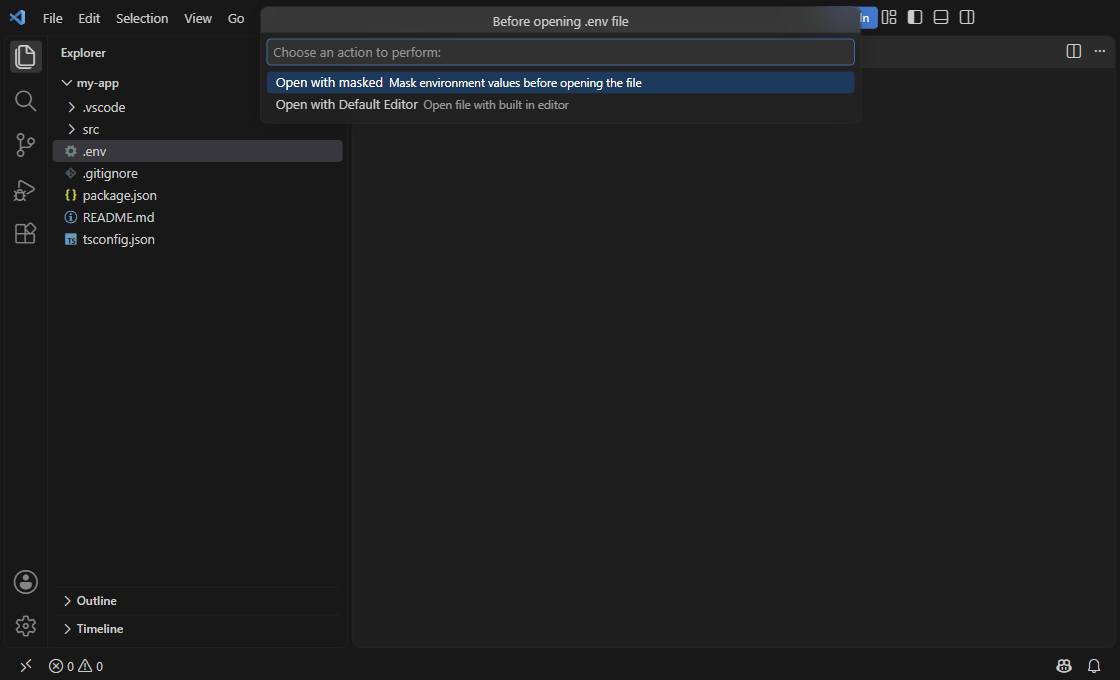 File Edit Selection View Go
Before opening .env file
In
Explorer
Choose an action to perform:
my-app
Open with masked Mask environment values before opening the file
.vscode
Open with Default Editor Open file with built in editor
src
.env
.gitignore
{} package.json
README.md
TS tsconfig.json
Outline
Timeline
0 0